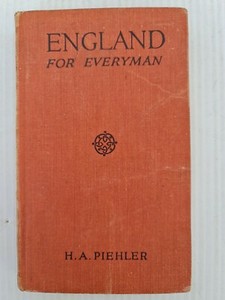 ENGLAND
FOR EVERYMAN
H. A. PIEHLER